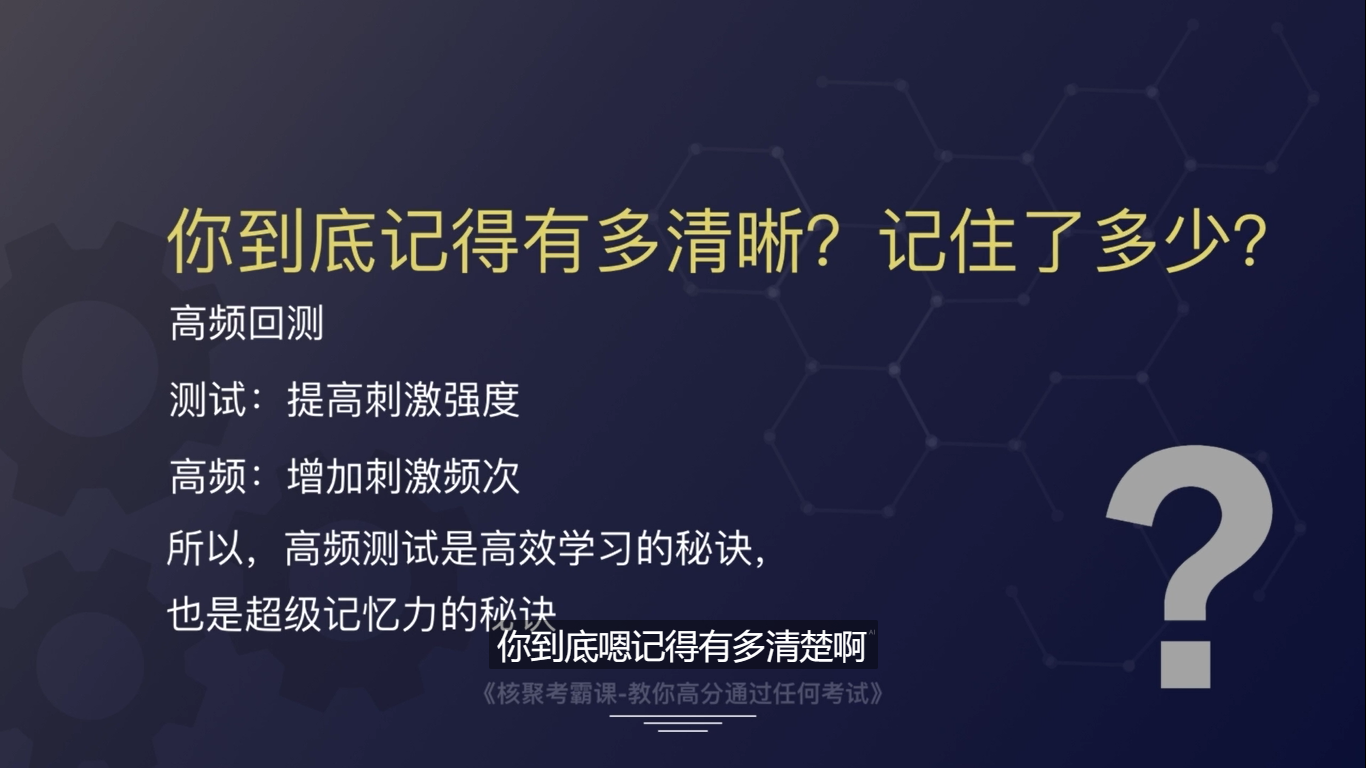 你到底记得有多清晰？记住了多少？
高频回测
测试：提高刺激强度
高频：增加刺激频次
所以，高频测试是高效学习的秘诀，
也是超级记忆力的秘诀
你到底嗯记得有多清楚啊
AI
《核聚考霸课-教你高分通过任何考试》
?